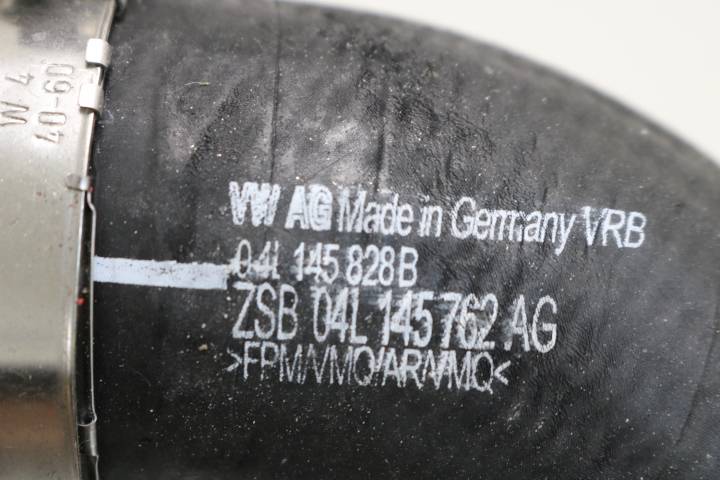 W 4
40-60
VW AG Made in Germany VRB
04L 145 828 B
ZSB 04L 145 762 AG
>FPM/VMQ/AR/VMQ<